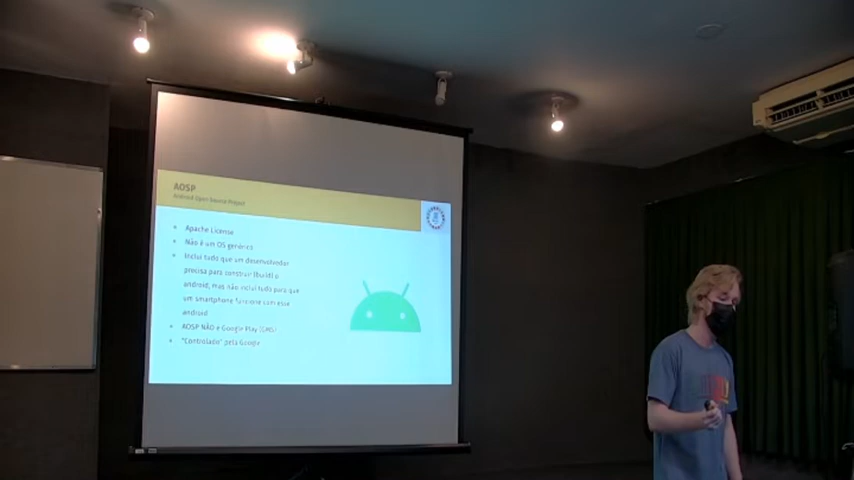 AOSP
Android Open Source Project
Apache License
Não é um OS genérico
Inclui tudo que um desenvolvedor
precisa para construir (build) o
android, mas não inclui tudo para que
um smartphone funcione com esse
android
AOSP NÃO é Google Play (GMS)
"Controlado" pela Google